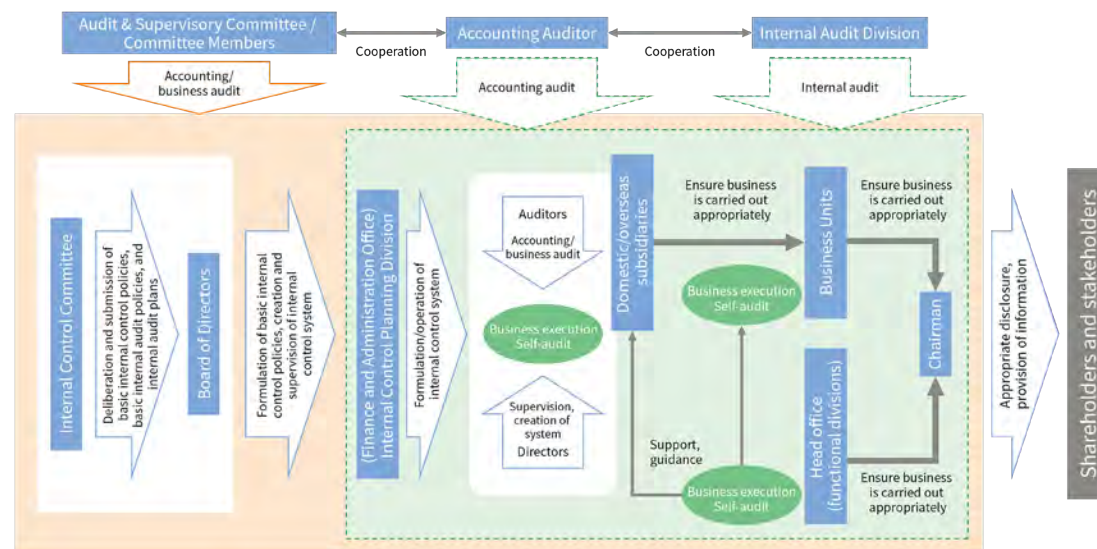 Audit & Supervisory Committee /
Committee Members
Cooperation
Accounting Auditor
Cooperation
Internal Audit Division
Accounting/
business audit
Accounting audit
Internal audit
Internal Control Committee
Deliberation and submission of
basic internal control policies,
basic internal audit policies, and
internal audit plans
Board of Directors
Formulation of basic internal
control policies, creation and
supervision of internal
control system
(Finance and Administration Office)
Internal Control Planning Division
Formulation/operation of
internal control system
Auditors
Accounting/
business audit
Business execution
Self-audit
Supervision,
creation of
system
Directors
Domestic/overseas
subsidiaries
Ensure business
is carried out
appropriately
Business execution
Self-audit
Support,
guidance
Business execution
Self-audit
Business Units
Ensure business
is carried out
appropriately
Head office
(functional divisions)
Ensure business
is carried out
appropriately
Chairman
Appropriate disclosure,
provision of information
Shareholders and stakeholders